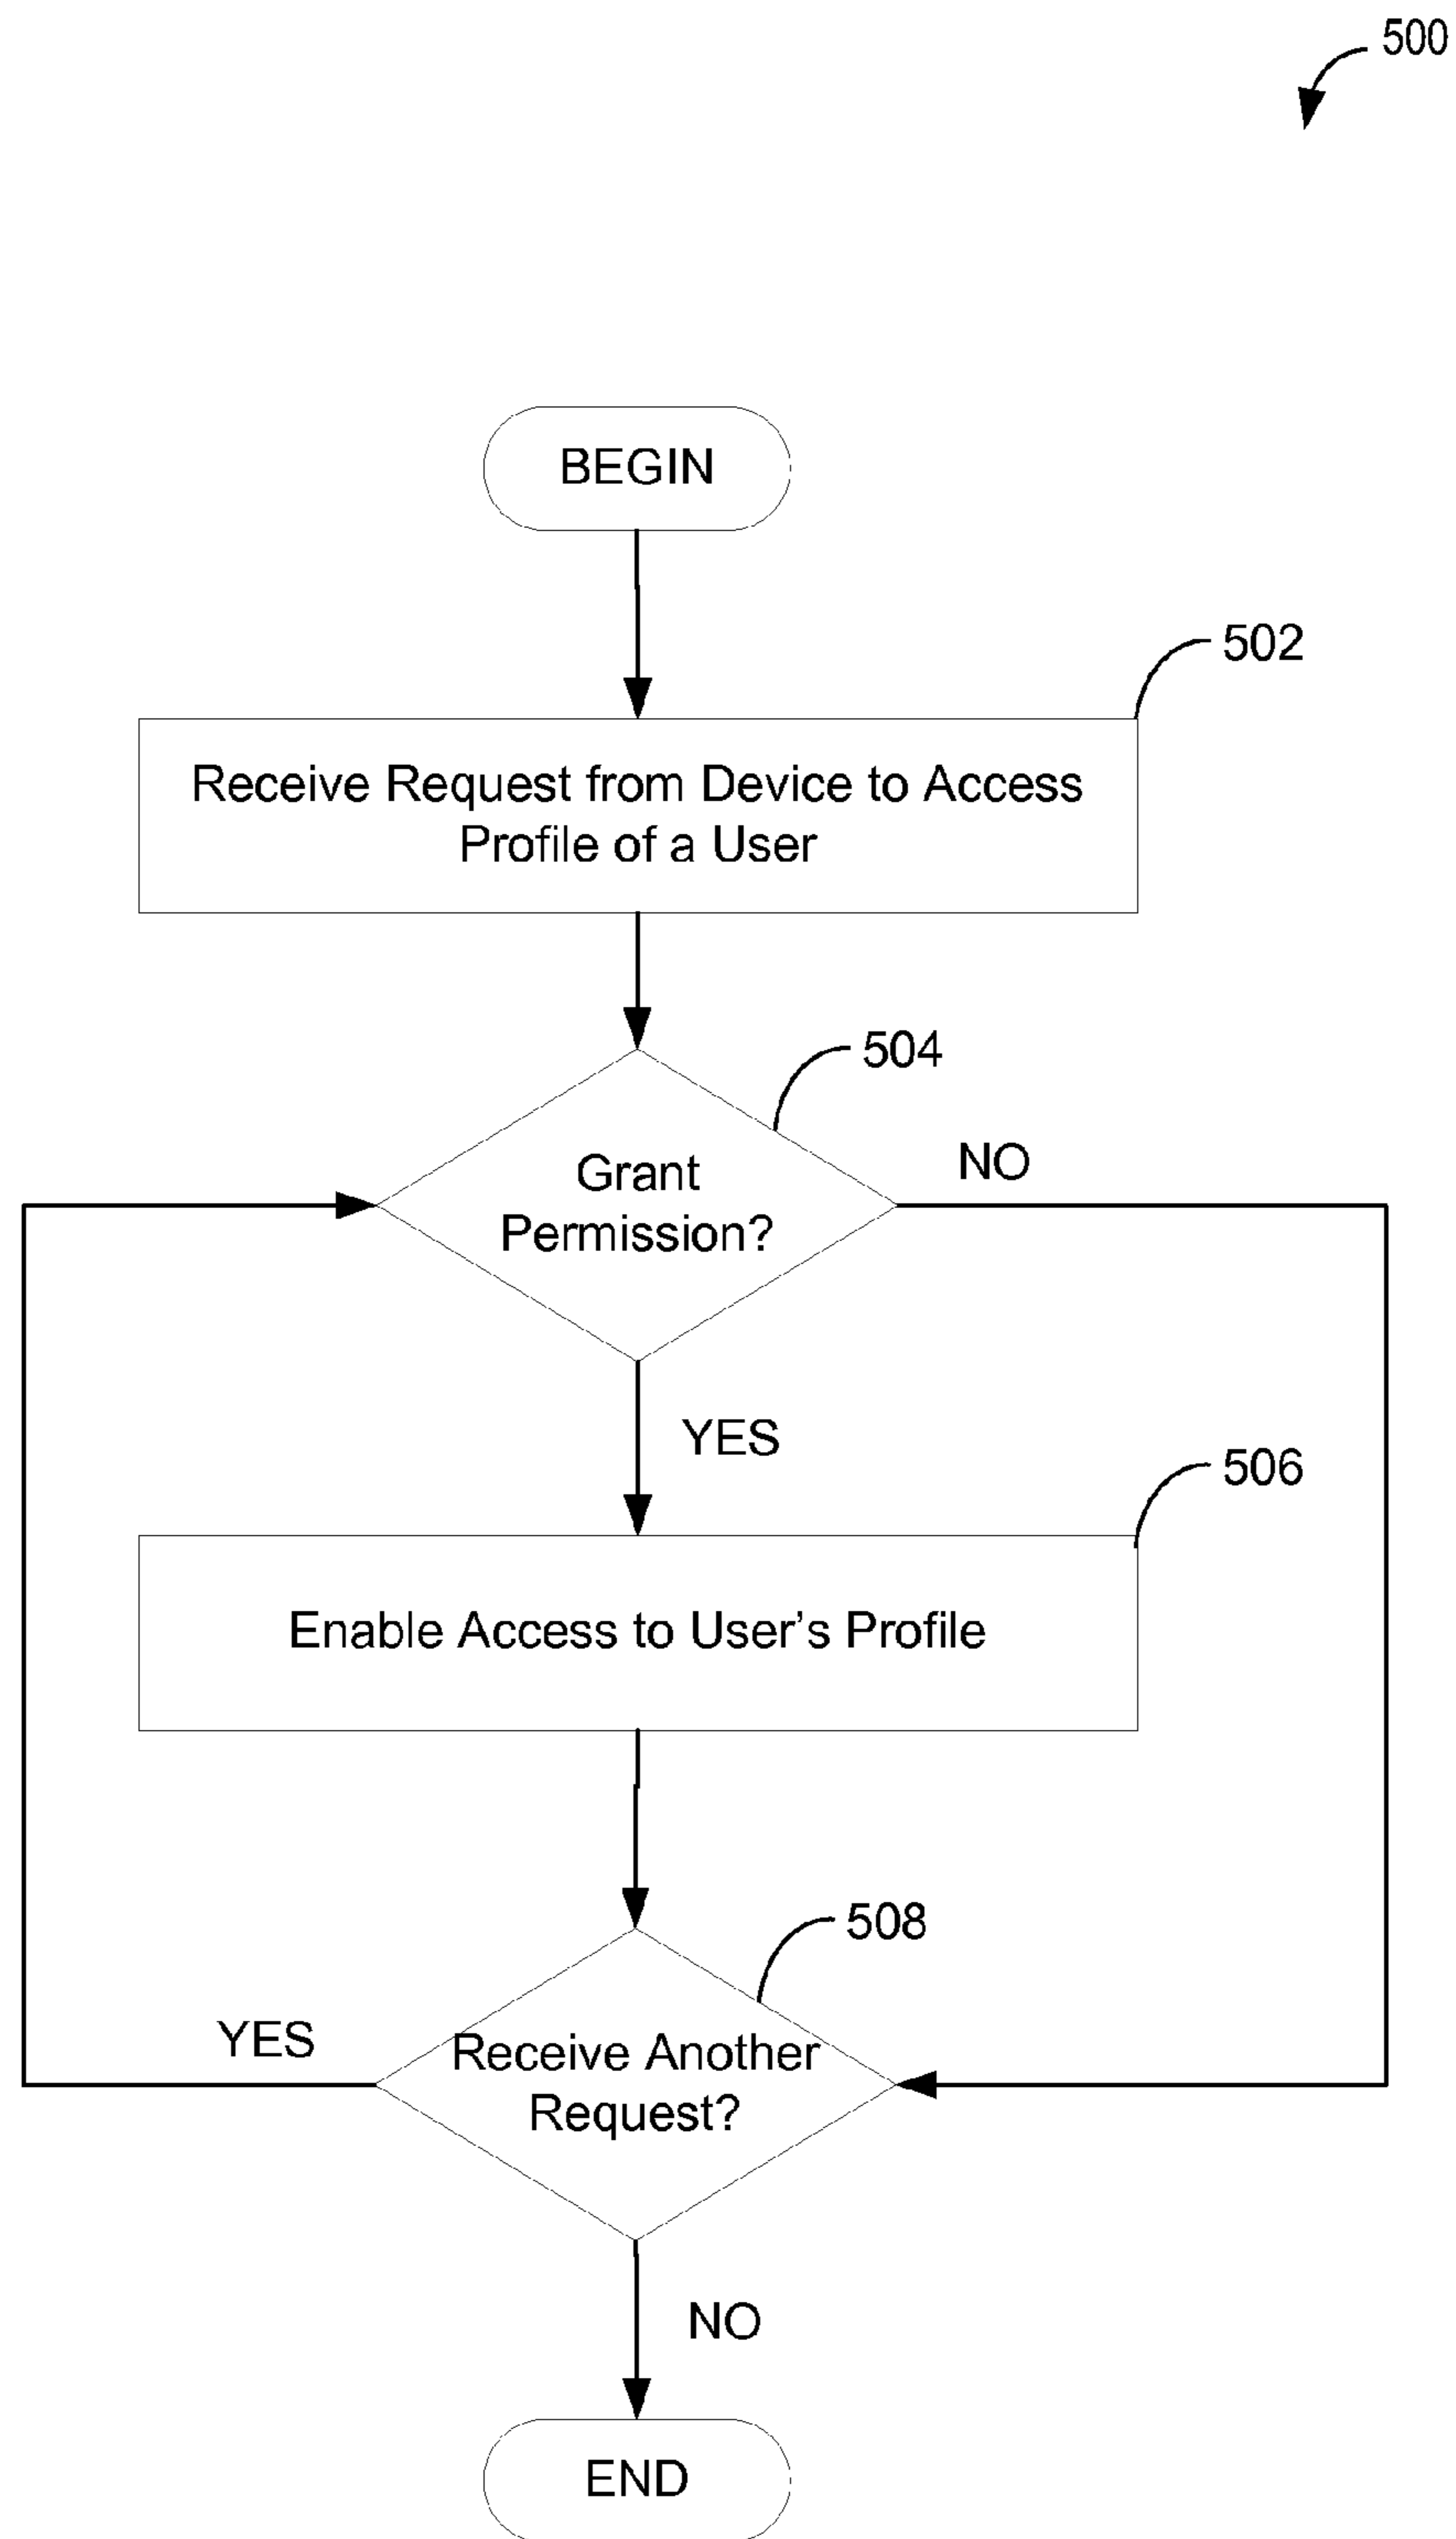 500
BEGIN
502
Receive Request from Device to Access
Profile of a User
504
Grant
Permission?
NO
YES
506
Enable Access to User's Profile
508
YES
Receive Another
Request?
NO
END